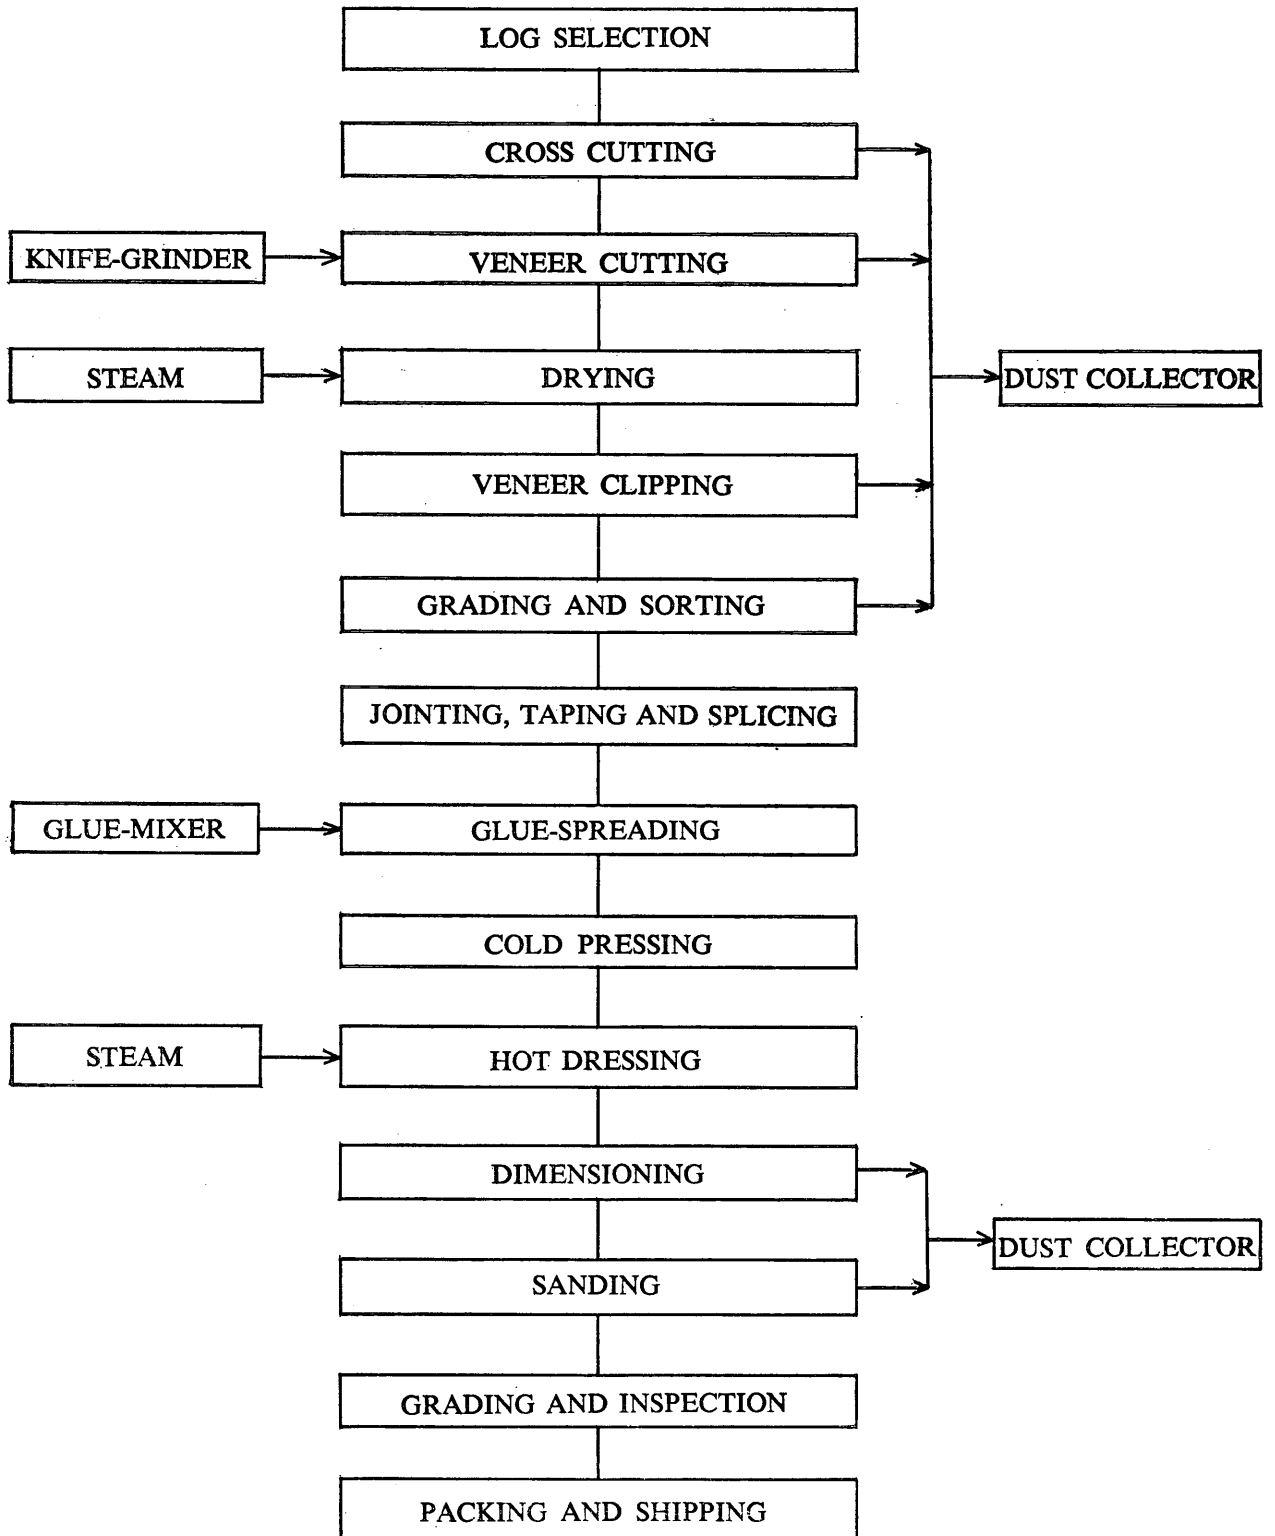 LOG SELECTION
CROSS CUTTING
KNIFE-GRINDER
VENEER CUTTING
STEAM
DRYING
DUST COLLECTOR
VENEER CLIPPING
GRADING AND SORTING
JOINTING, TAPING AND SPLICING
GLUE-MIXER
GLUE-SPREADING
COLD PRESSING
STEAM
HOT DRESSING
DIMENSIONING
DUST COLLECTOR
SANDING
GRADING AND INSPECTION
PACKING AND SHIPPING